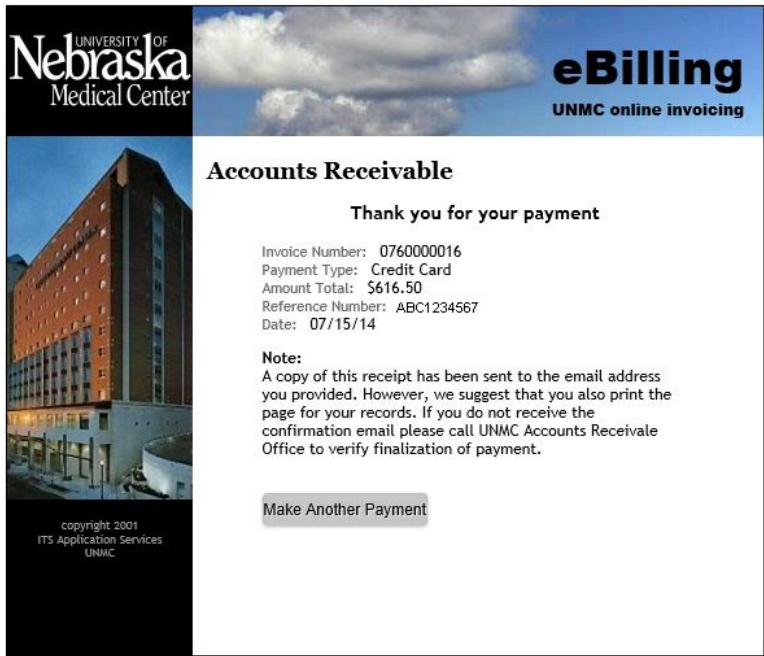 UNIVERSITY OF
Nebraska
Medical Center
eBilling
UNMC online invoicing
Accounts Receivable
Thank you for your payment
Invoice Number: 0760000016
Payment Type: Credit Card
Amount Total: $616.50
Reference Number: ABC1234567
Date: 07/15/14
Note:
A copy of this receipt has been sent to the email address
you provided. However, we suggest that you also print the
page for your records. If you do not receive the
confirmation email please call UNMC Accounts Receivale
Office to verify finalization of payment.
Make Another Payment
copyright 2001
ITS Application Services
UNMC